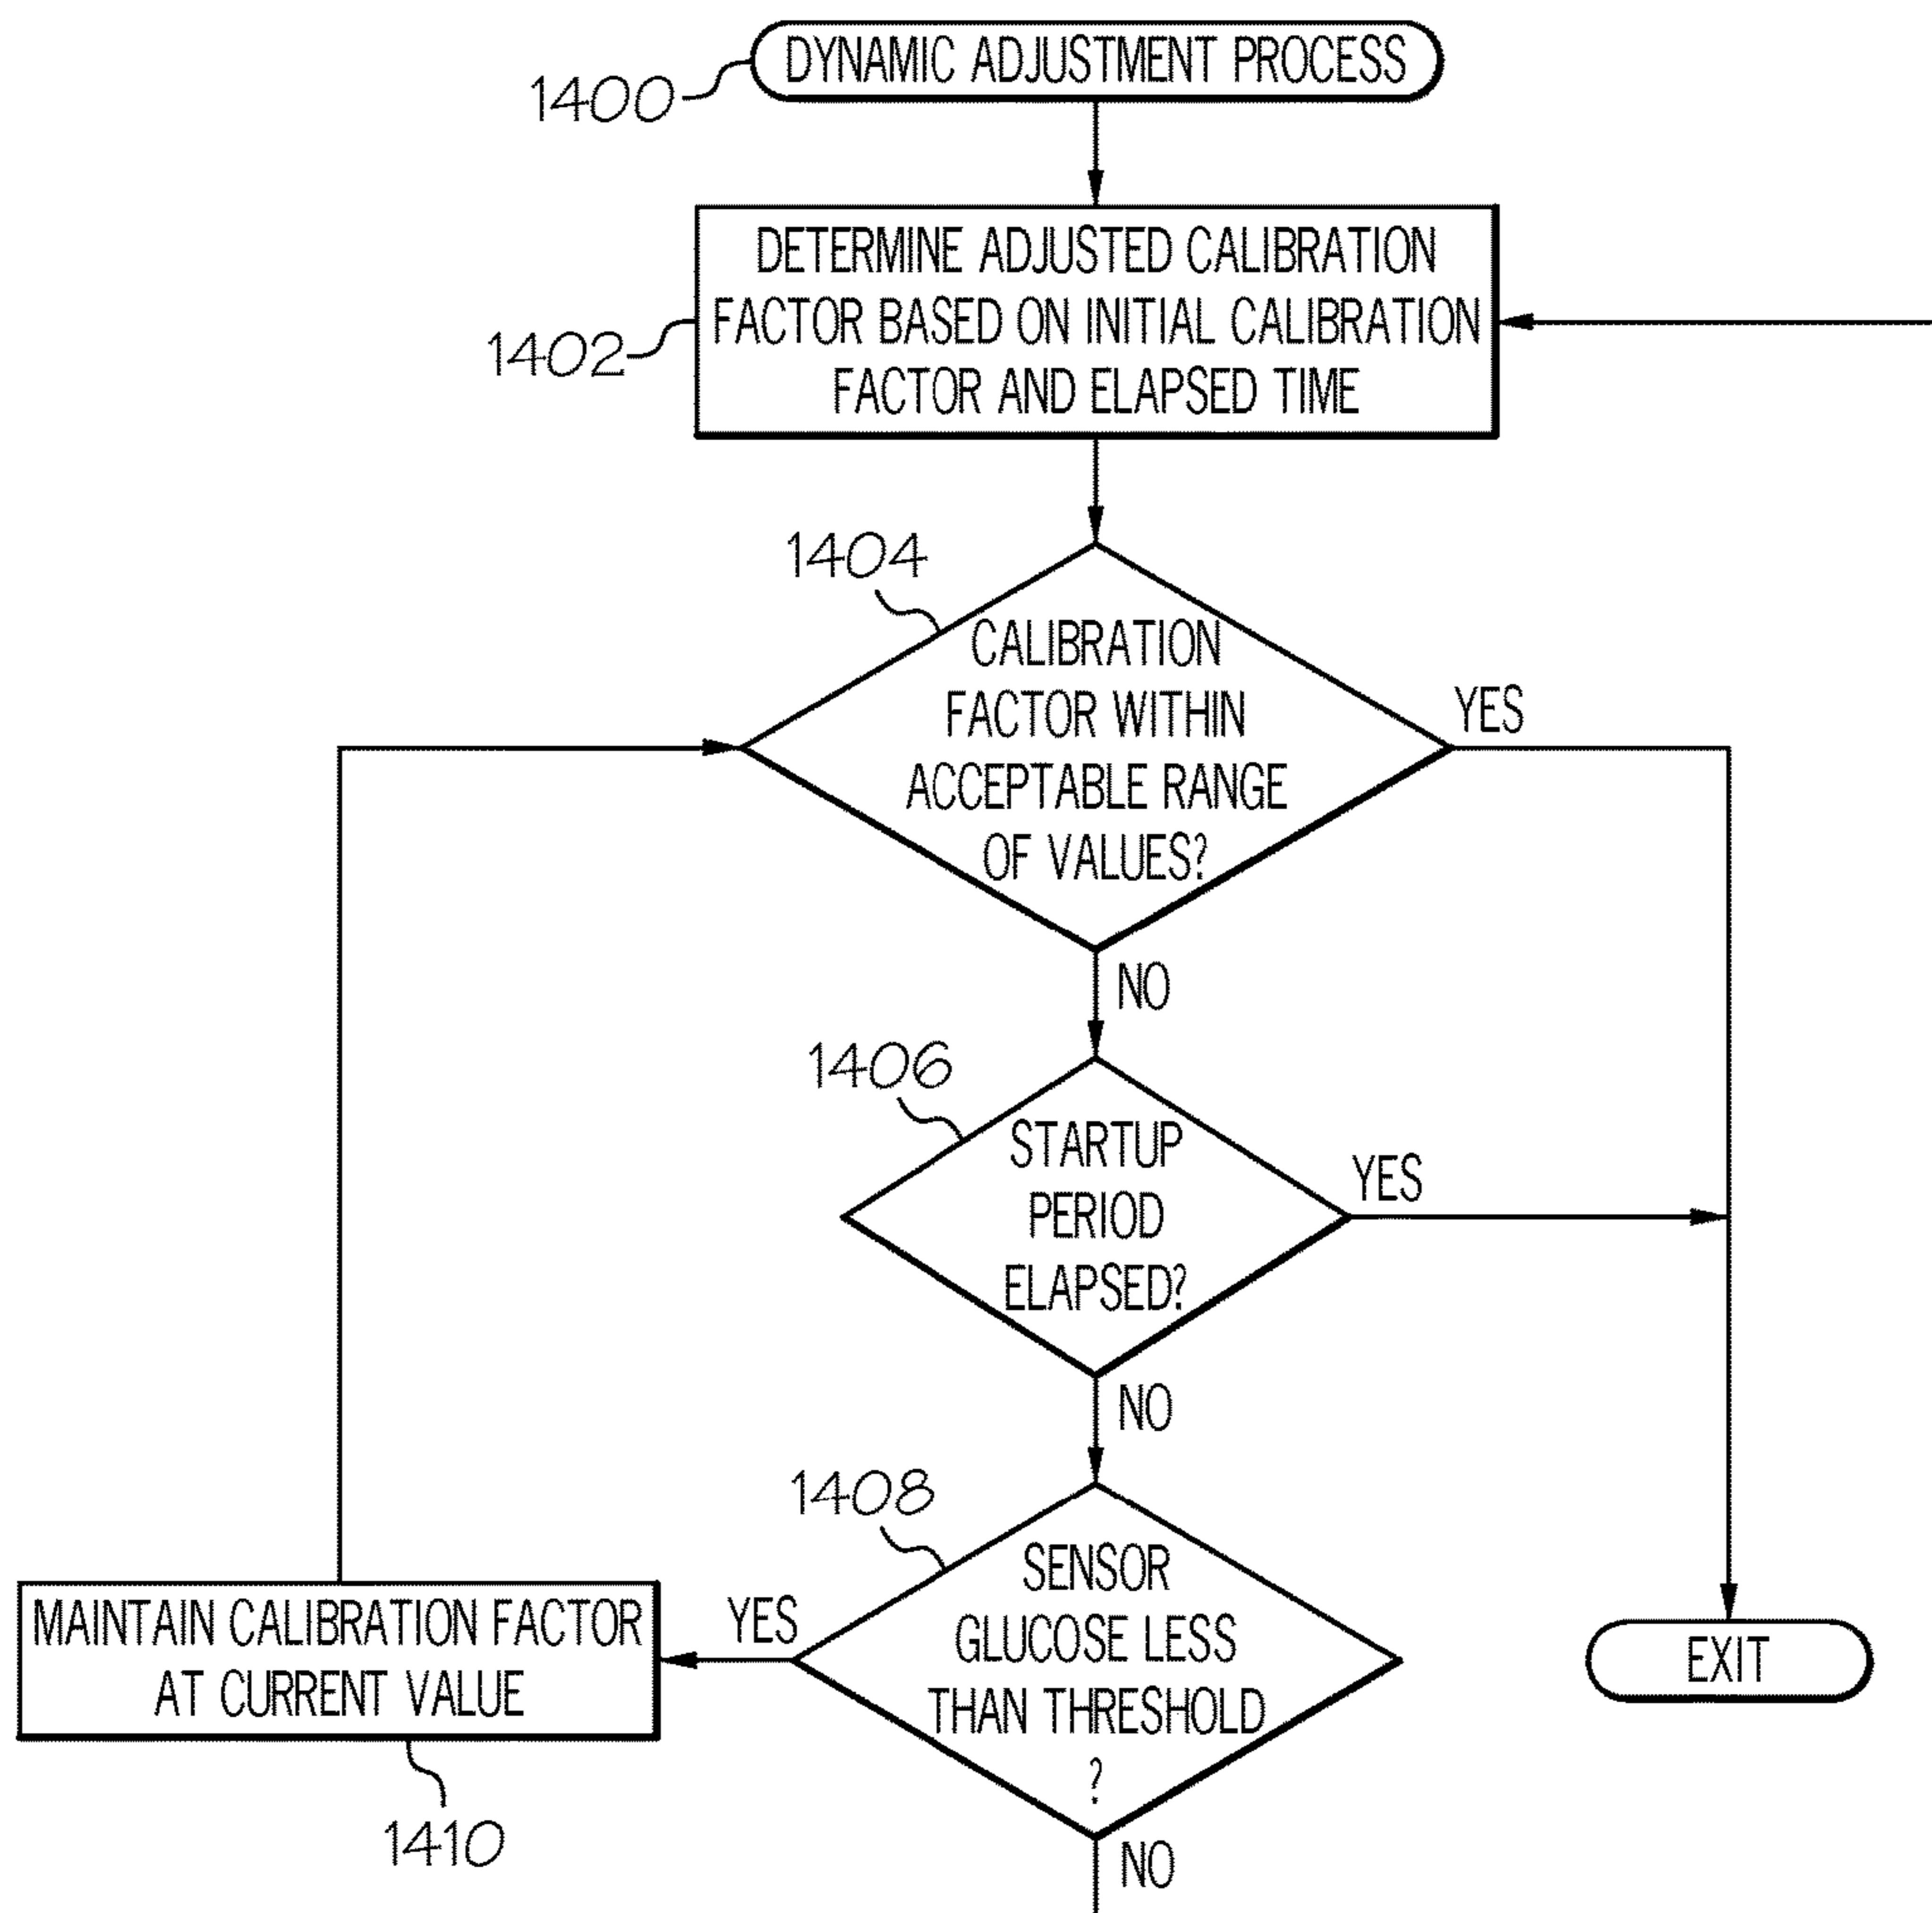 DYNAMIC ADJUSTMENT PROCESS
1400
DETERMINE ADJUSTED CALIBRATION
FACTOR BASED ON INITIAL CALIBRATION
FACTOR AND ELAPSED TIME
1402
1404
CALIBRATION
FACTOR WITHIN
ACCEPTABLE RANGE
OF VALUES?
YES
NO
1406
STARTUP
PERIOD
ELAPSED?
YES
NO
1408
SENSOR
GLUCOSE LESS
THAN THRESHOLD
?
YES
MAINTAIN CALIBRATION FACTOR
AT CURRENT VALUE
1410
EXIT
NO